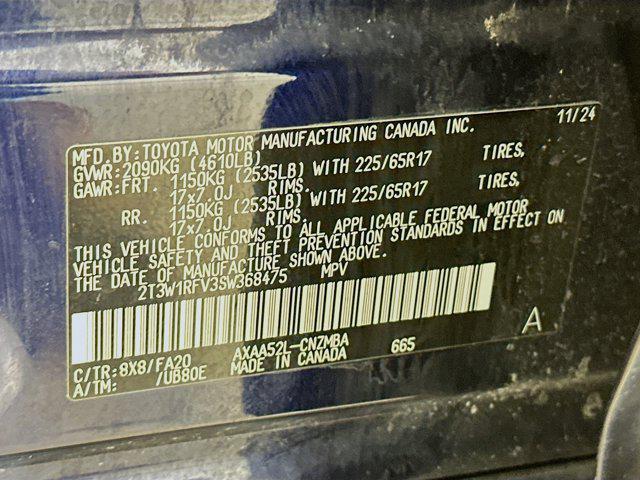 MFD. BY: TOYOTA MOTOR MANUFACTURING CANADA INC. 11/24
GVWR: 2090KG (4610LB)
GAWR: FRT. 1150KG (2535LB) WITH 225/65R17 TIRES,
17x7.0J RIMS.
RR. 1150KG (2535LB) WITH 225/65R17 TIRES,
17x7.0J RIMS.
THIS VEHICLE CONFORMS TO ALL APPLICABLE FEDERAL MOTOR
VEHICLE SAFETY AND THEFT PREVENTION STANDARDS IN EFFECT ON
THE DATE OF MANUFACTURE SHOWN ABOVE.
2T3W1RFV3SW368475 MPV
A
C/TR: 8X8/FA20 AXAA52L-CNZMBA 665
A/TM: /UB80E MADE IN CANADA